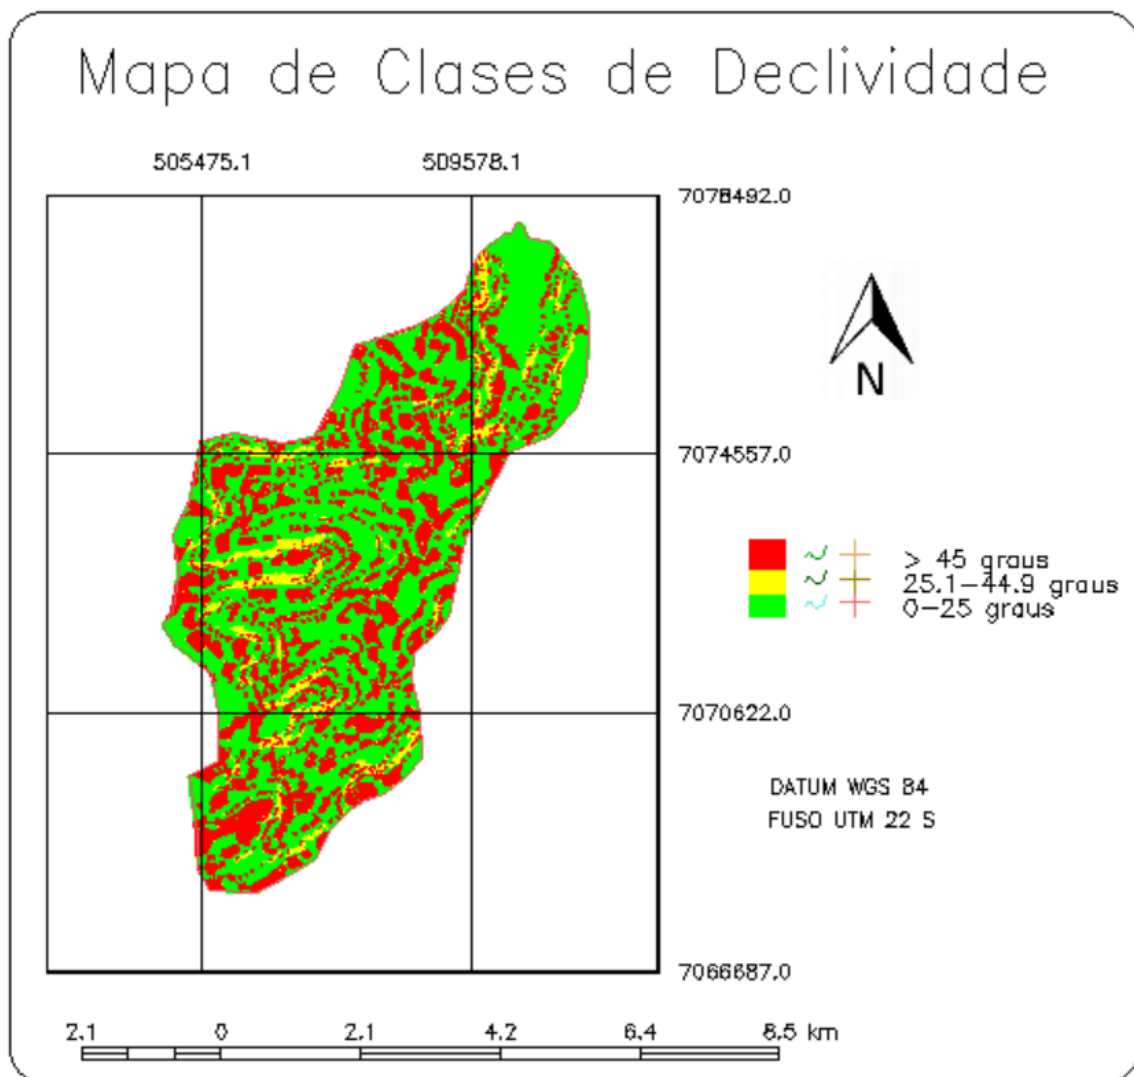 Mapa de Clases de Declividade
505475.1 509578.1
7078492.0
N
7074557.0
> 45 graus
25.1-44.9 graus
0-25 graus
7070622.0
DATUM WGS 84
FUSO UTM 22 S
7066687.0
2.1 0 2.1 4.2 6.4 8.5 km